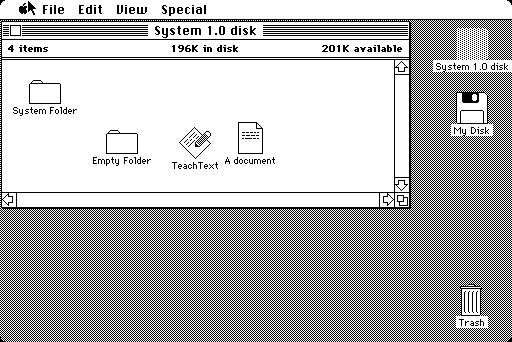 File Edit View Special
System 1.0 disk
4 items 196K in disk 201K available
System 1.0 disk
System Folder
My Disk
Empty Folder
TeachText
A document
Trash